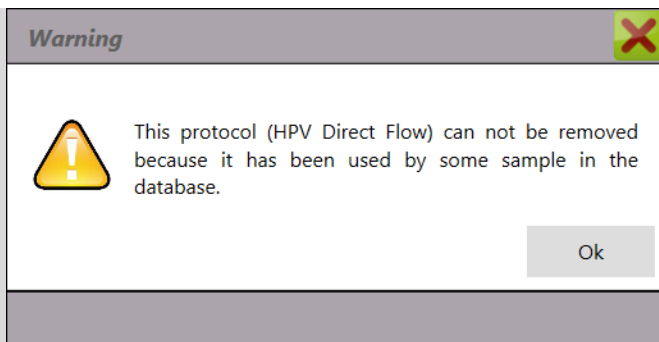 Warning
This protocol (HPV Direct Flow) can not be removed
because it has been used by some sample in the
database.
Ok